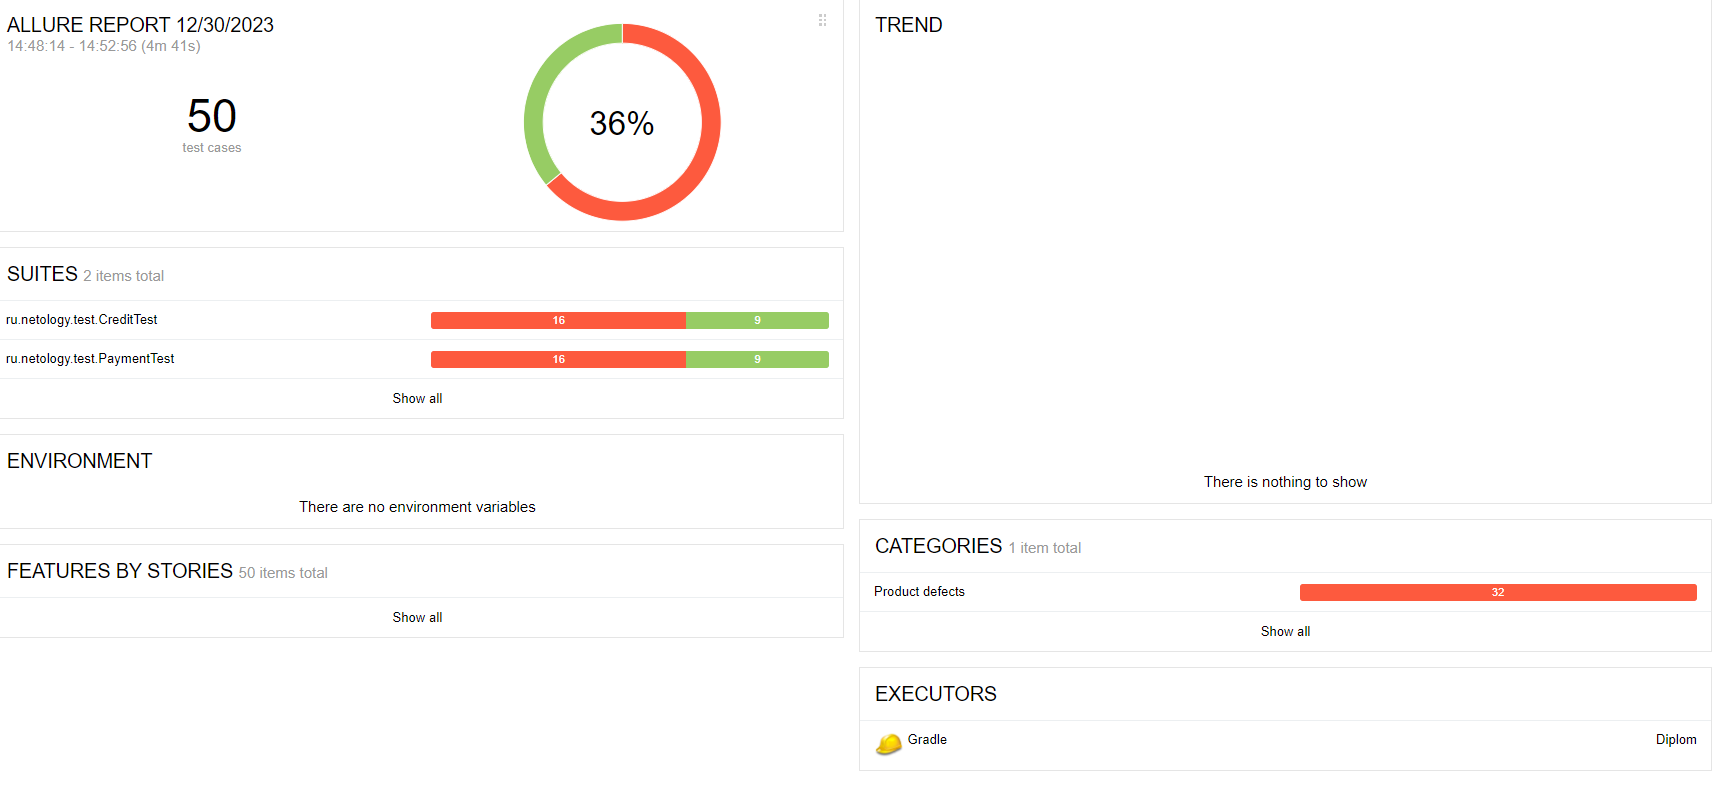 ALLURE REPORT 12/30/2023
14:48:14 - 14:52:56 (4m 41s)
50
test cases
36%
SUITES 2 items total
ru.netology.test.CreditTest 16 9
ru.netology.test.PaymentTest 16 9
Show all
ENVIRONMENT
There are no environment variables
FEATURES BY STORIES 50 items total
Show all
TREND
There is nothing to show
CATEGORIES 1 item total
Product defects 32
Show all
EXECUTORS
Gradle Diplom